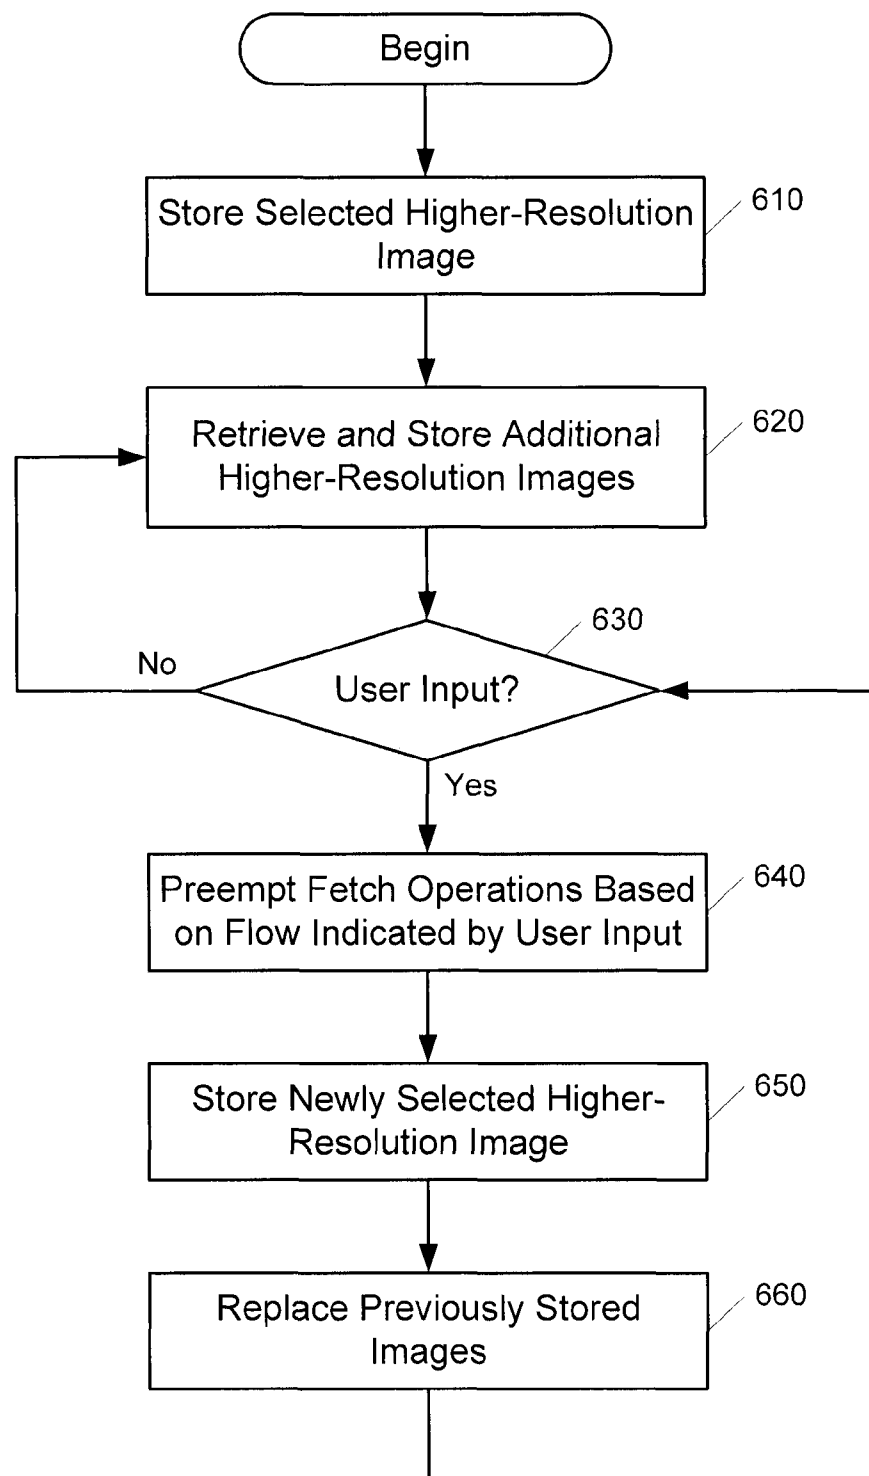 Begin
Store Selected Higher-Resolution
Image
610
Retrieve and Store Additional
Higher-Resolution Images
620
630
No
User Input?
Yes
Preempt Fetch Operations Based
on Flow Indicated by User Input
640
Store Newly Selected Higher-
Resolution Image
650
Replace Previously Stored
Images
660